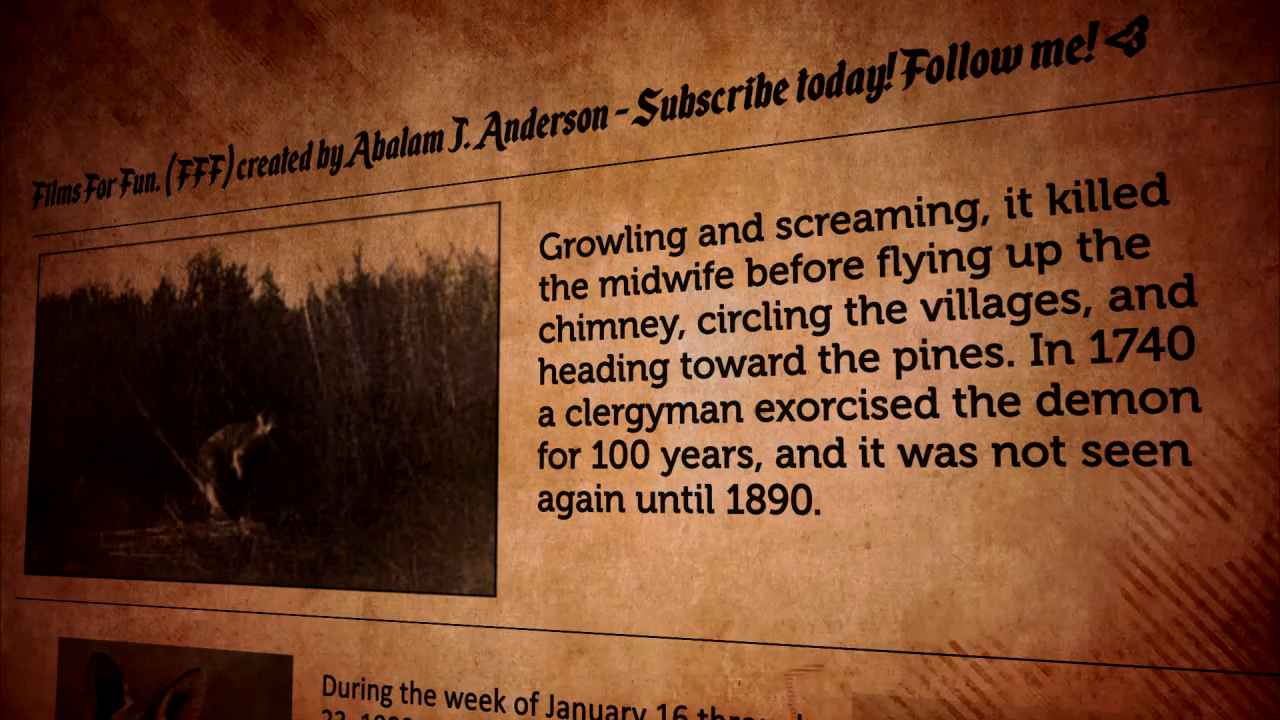 Films For Fun. (FFF) created by Abalam J. Anderson - Subscribe today! Follow me! <3
Growling and screaming, it killed
the midwife before flying up the
chimney, circling the villages, and
heading toward the pines. In 1740
a clergyman exorcised the demon
for 100 years, and it was not seen
again until 1890.
During the week of January 16